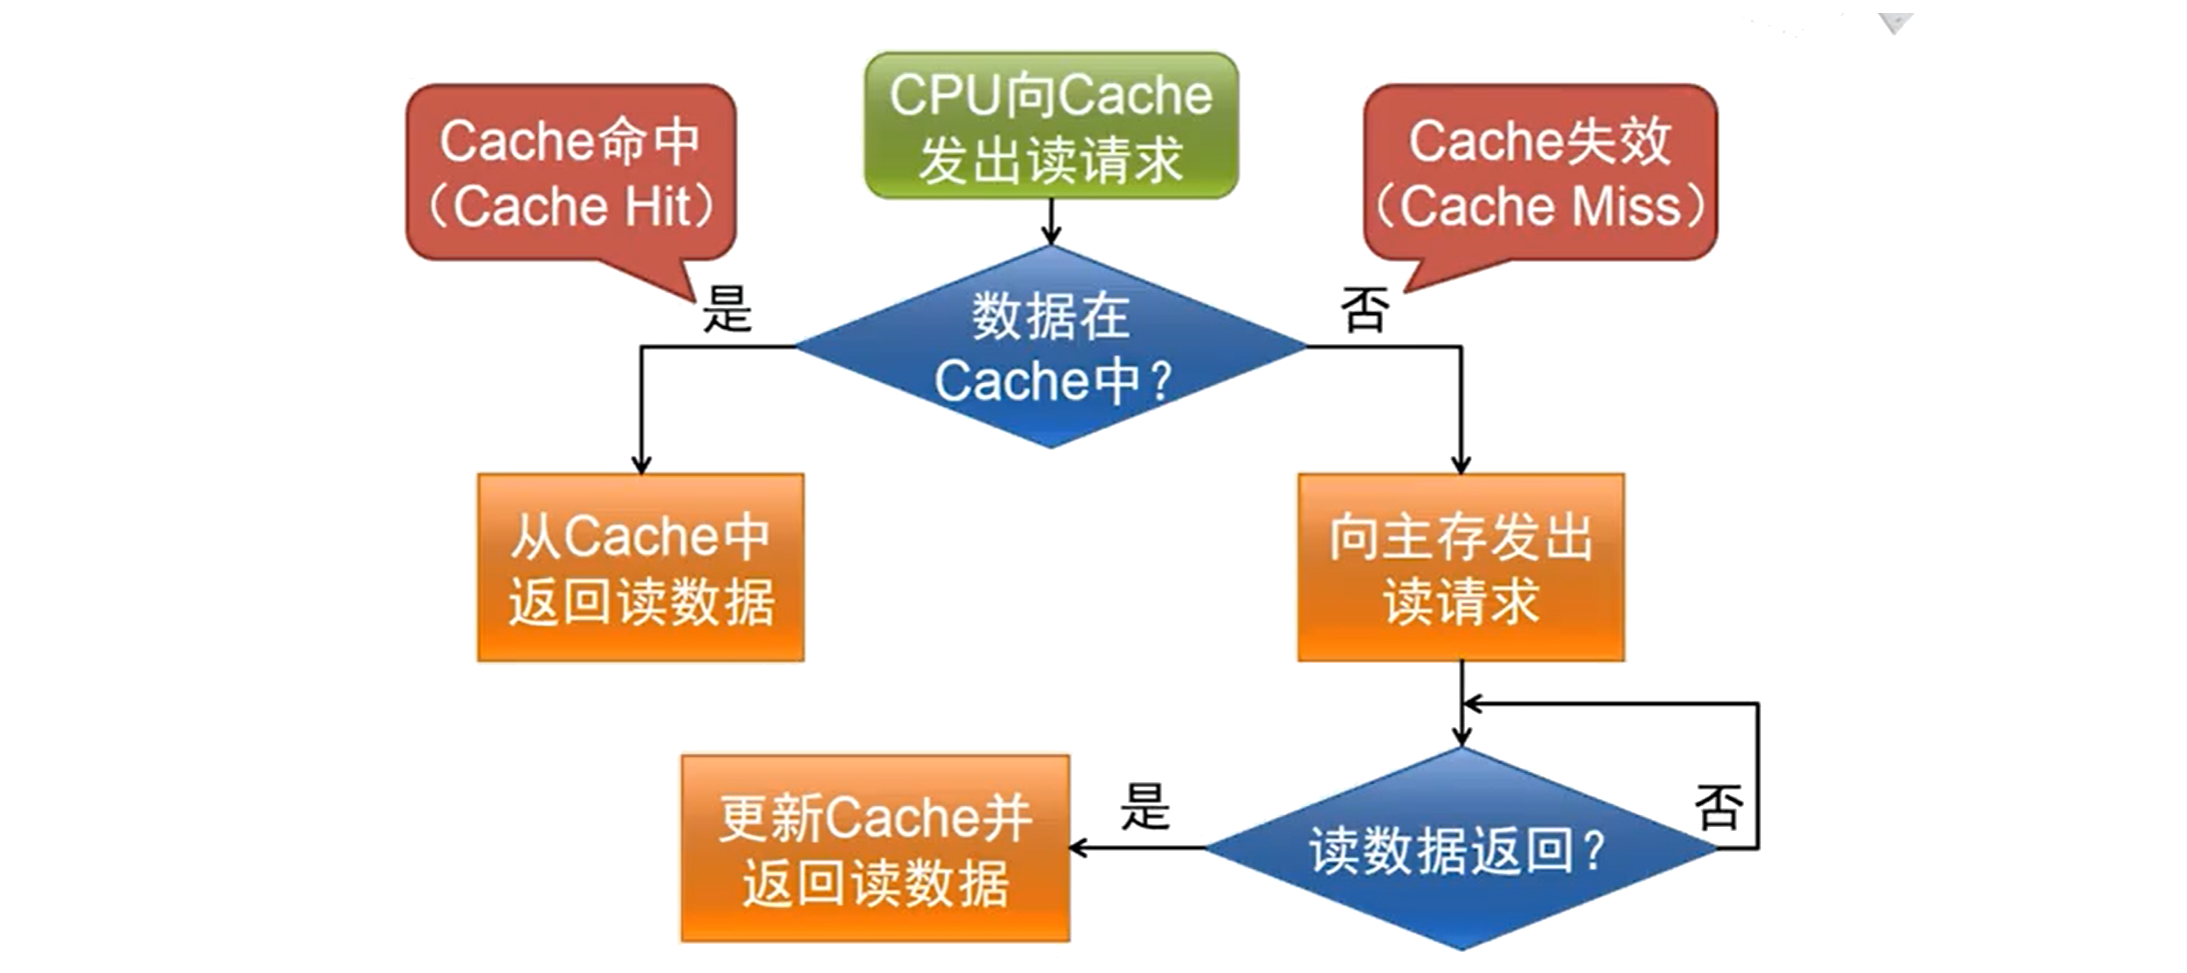 CPU向Cache
发出读请求
Cache命中
（Cache Hit）
Cache失效
（Cache Miss）
是
数据在
Cache中？
否
从Cache中
返回读数据
向主存发出
读请求
更新Cache并
返回读数据
是
读数据返回？
否